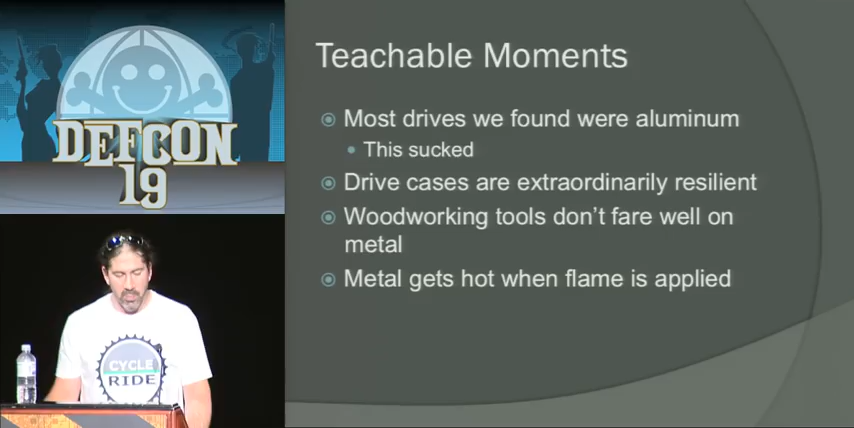 DEFCON
19
Teachable Moments
Most drives we found were aluminum
This sucked
Drive cases are extraordinarily resilient
Woodworking tools don't fare well on
metal
Metal gets hot when flame is applied
CYCLE
RIDE